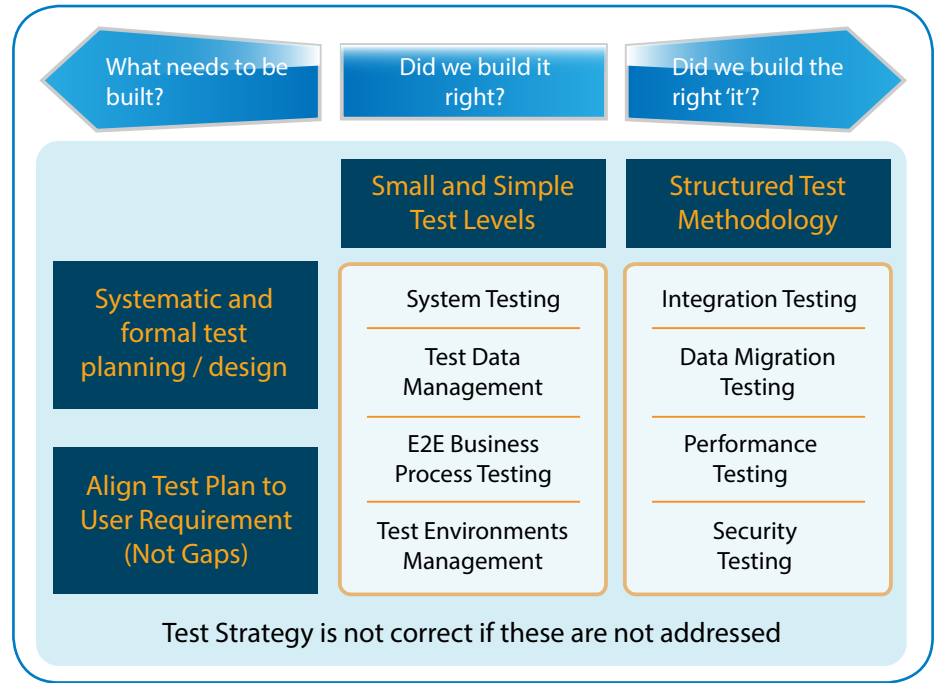 What needs to be
built?
Did we build it
right?
Did we build the
right ‘it’?
Small and Simple
Test Levels
Structured Test
Methodology
Systematic and
formal test
planning / design
Align Test Plan to
User Requirement
(Not Gaps)
System Testing
Test Data
Management
E2E Business
Process Testing
Test Environments
Management
Integration Testing
Data Migration
Testing
Performance
Testing
Security
Testing
Test Strategy is not correct if these are not addressed